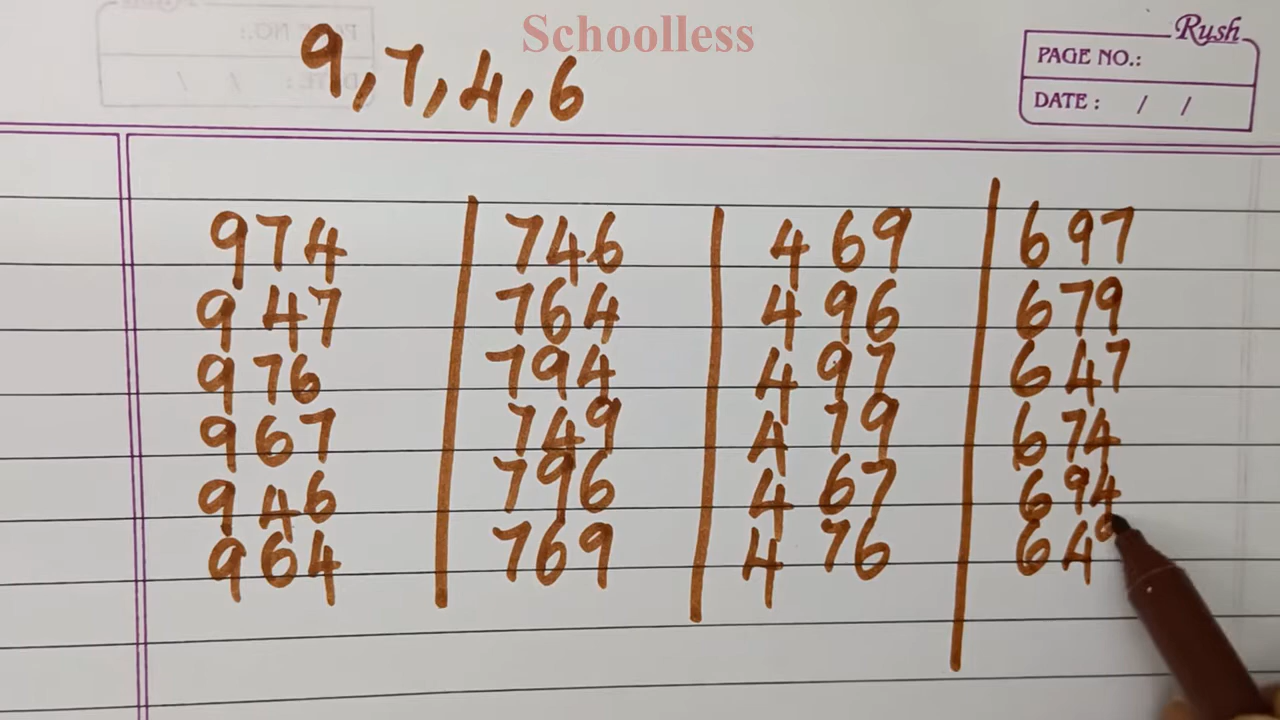 Schoolless
Rush
PAGE NO.:
DATE : / /
9,7,4,6
974 746 469 697
947 764 496 679
976 794 497 647
967 749 479 674
946 796 467 694
964 769 476 649